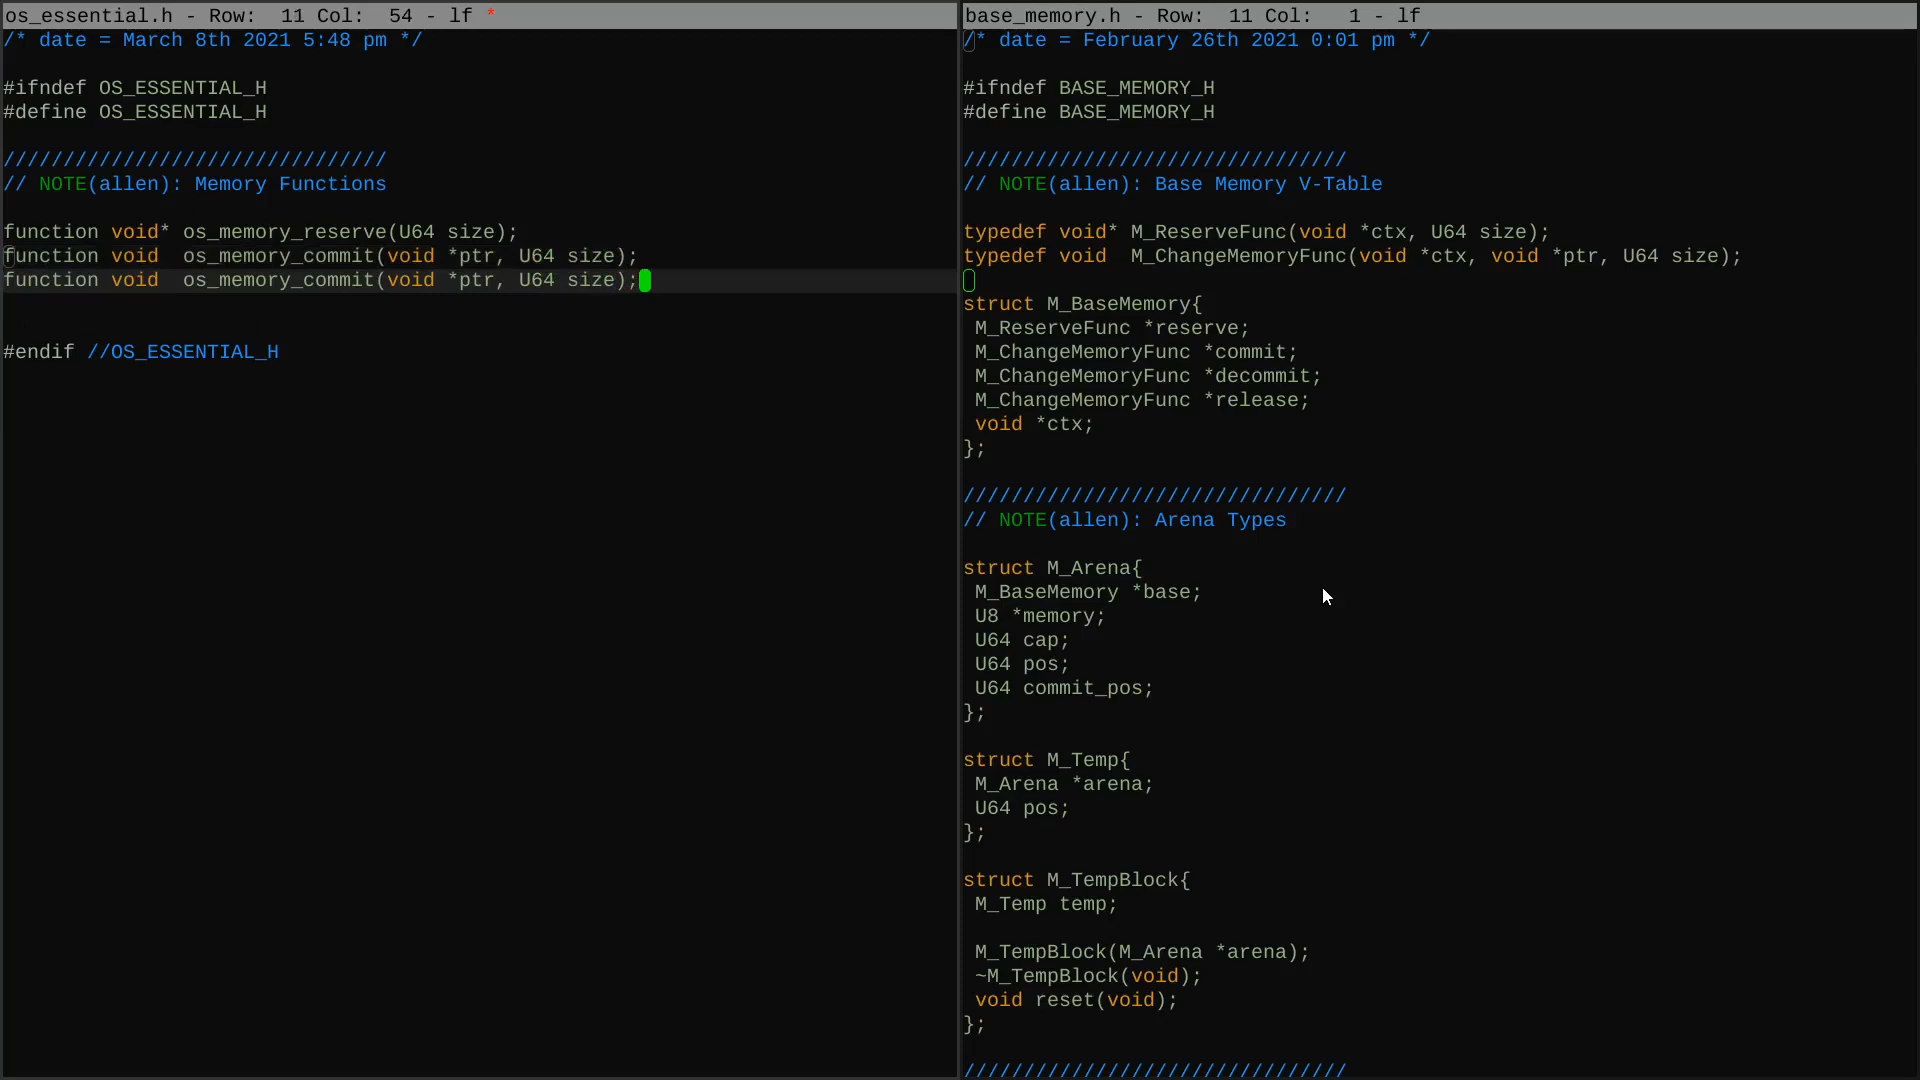 os_essential.h - Row:  11 Col:  54 - lf *
/* date = March 8th 2021 5:48 pm */
#ifndef OS_ESSENTIAL_H
#define OS_ESSENTIAL_H
////////////////////////////////
// NOTE(allen): Memory Functions
function void* os_memory_reserve(U64 size);
function void  os_memory_commit(void *ptr, U64 size);
function void  os_memory_commit(void *ptr, U64 size);
#endif //OS_ESSENTIAL_H
base_memory.h - Row:  11 Col:   1 - lf
/* date = February 26th 2021 0:01 pm */
#ifndef BASE_MEMORY_H
#define BASE_MEMORY_H
////////////////////////////////
// NOTE(allen): Base Memory V-Table
typedef void* M_ReserveFunc(void *ctx, U64 size);
typedef void  M_ChangeMemoryFunc(void *ctx, void *ptr, U64 size);
struct M_BaseMemory{
 M_ReserveFunc *reserve;
 M_ChangeMemoryFunc *commit;
 M_ChangeMemoryFunc *decommit;
 M_ChangeMemoryFunc *release;
 void *ctx;
};
////////////////////////////////
// NOTE(allen): Arena Types
struct M_Arena{
 M_BaseMemory *base;
 U8 *memory;
 U64 cap;
 U64 pos;
 U64 commit_pos;
};
struct M_Temp{
 M_Arena *arena;
 U64 pos;
};
struct M_TempBlock{
 M_Temp temp;
 M_TempBlock(M_Arena *arena);
 ~M_TempBlock(void);
 void reset(void);
};
////////////////////////////////